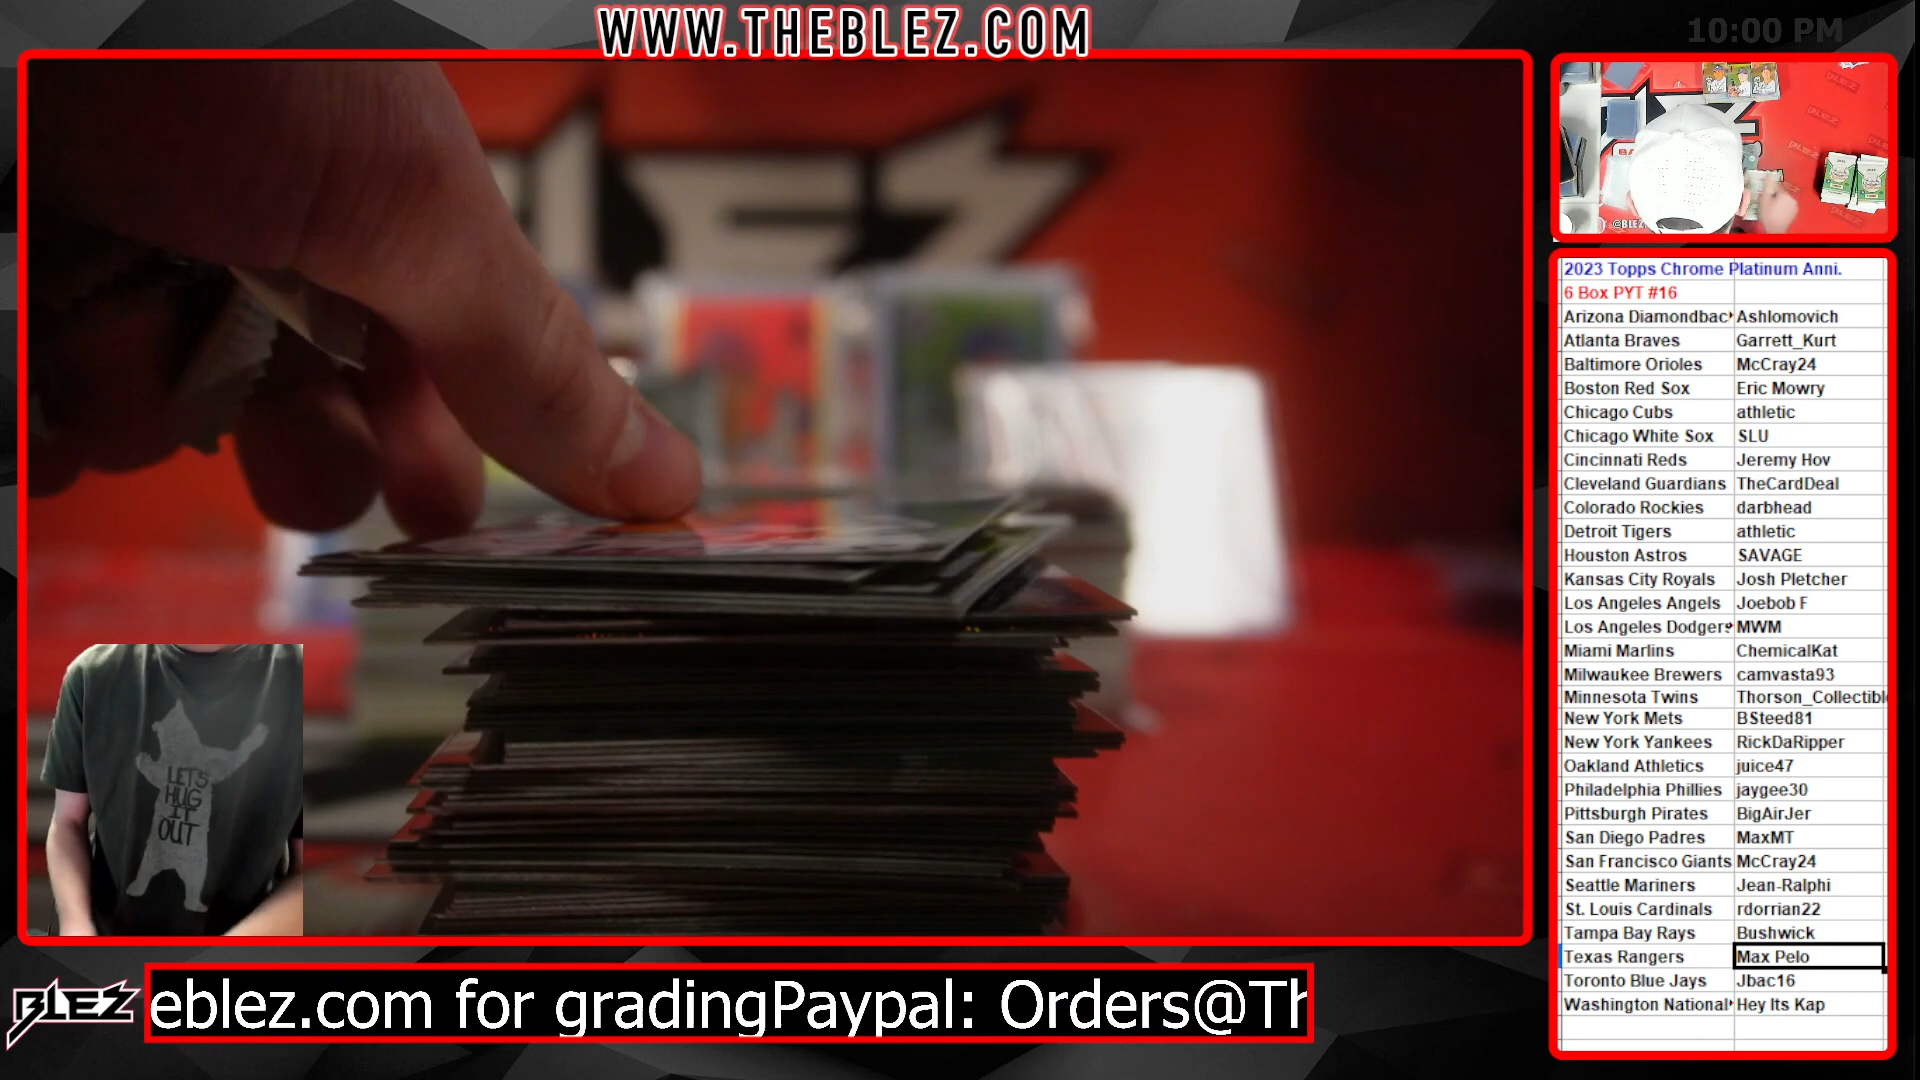 WWW.THEBLEZ.COM
10:00 PM
BLEZ
@BLEZ
2023 Topps Chrome Platinum Anni.
6 Box PYT #16
Arizona Diamondbac Ashlomovich
Atlanta Braves Garrett_Kurt
Baltimore Orioles McCray24
Boston Red Sox Eric Mowry
Chicago Cubs athletic
Chicago White Sox SLU
Cincinnati Reds Jeremy Hov
Cleveland Guardians TheCardDeal
Colorado Rockies darbhead
Detroit Tigers athletic
Houston Astros SAVAGE
Kansas City Royals Josh Pletcher
Los Angeles Angels Joebob F
Los Angeles Dodgers MWM
Miami Marlins ChemicalKat
Milwaukee Brewers camvasta93
Minnesota Twins Thorson_Collectibl
New York Mets BSteed81
New York Yankees RickDaRipper
Oakland Athletics juice47
Philadelphia Phillies jaygee30
Pittsburgh Pirates BigAirJer
San Diego Padres MaxMT
San Francisco Giants McCray24
Seattle Mariners Jean-Ralphi
St. Louis Cardinals rdorrian22
Tampa Bay Rays Bushwick
Texas Rangers Max Pelo
Toronto Blue Jays Jbac16
Washington National Hey Its Kap
LET'S
HUG
IT
OUT
BLEZ
eblez.com for gradingPaypal: Orders@Th